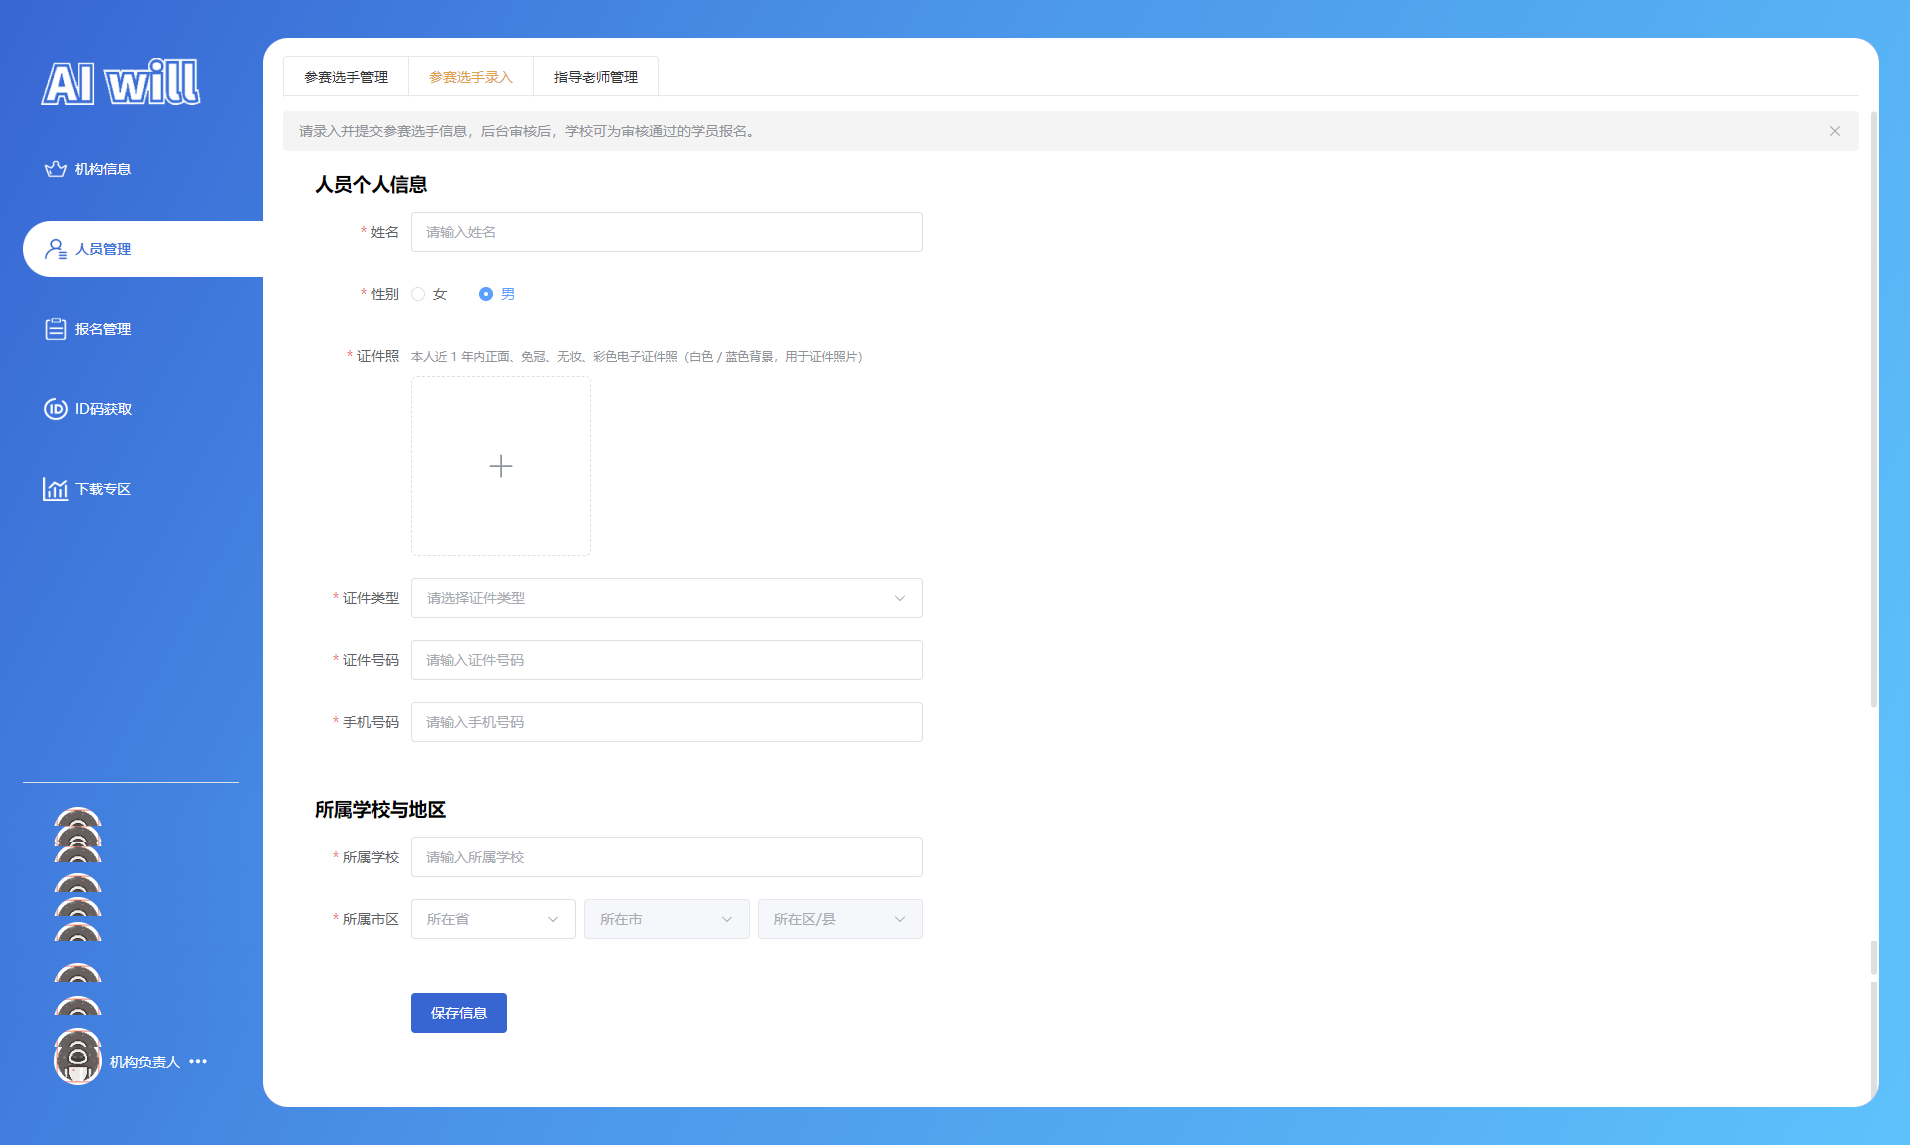 AI will
机构信息
人员管理
报名管理
ID码获取
下载专区
机构负责人
参赛选手管理
参赛选手录入
指导老师管理
请录入并提交参赛选手信息，后台审核后，学校可为审核通过的学员报名。
人员个人信息
* 姓名 请输入姓名
* 性别 女 男
* 证件照 本人近 1 年内正面、免冠、无妆、彩色电子证件照（白色 / 蓝色背景，用于证件照片）
* 证件类型 请选择证件类型
* 证件号码 请输入证件号码
* 手机号码 请输入手机号码
所属学校与地区
* 所属学校 请输入所属学校
* 所属市区 所在省 所在市 所在区/县
保存信息